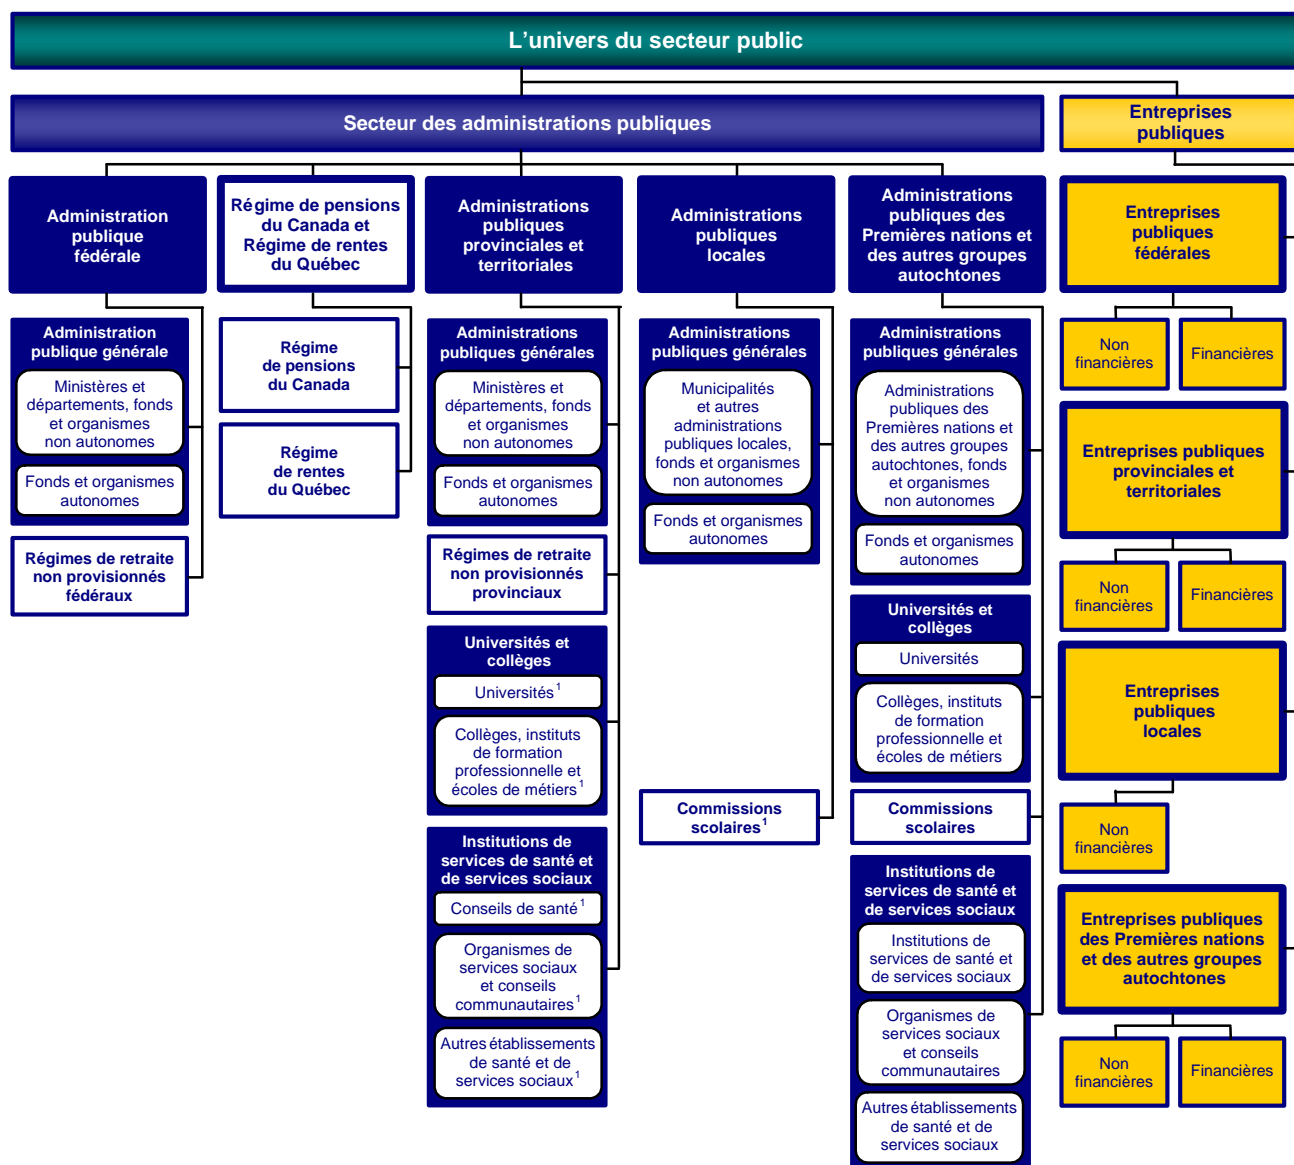 L'univers du secteur public
Secteur des administrations publiques
Entreprises
publiques
Administration
publique
fédérale
Régime de pensions
du Canada et
Régime de rentes
du Québec
Administrations
publiques
provinciales et
territoriales
Administrations
publiques
locales
Administrations
publiques des
Premières nations et
des autres groupes
autochtones
Entreprises
publiques
fédérales
Administration
publique générale
Ministères et
départements, fonds
et organismes
non autonomes
Fonds et organismes
autonomes
Régimes de retraite
non provisionnés
fédéraux
Régime
de pensions
du Canada
Régime
de rentes
du Québec
Administrations
publiques générales
Ministères et
départements, fonds
et organismes
non autonomes
Fonds et organismes
autonomes
Régimes de retraite
non provisionnés
provinciaux
Universités et
collèges
Universités 1
Collèges, instituts
de formation
professionnelle et
écoles de métiers 1
Institutions de
services de santé et
de services sociaux
Conseils de santé 1
Organismes de
services sociaux
et conseils
communautaires 1
Autres établissements
de santé et de
services sociaux 1
Administrations
publiques générales
Municipalités
et autres
administrations
publiques locales,
fonds et organismes
non autonomes
Fonds et organismes
autonomes
Commissions
scolaires 1
Administrations
publiques générales
Administrations
publiques des
Premières nations et
des autres groupes
autochtones, fonds
et organismes
non autonomes
Fonds et organismes
autonomes
Universités et
collèges
Universités
Collèges, instituts
de formation
professionnelle et
écoles de métiers
Commissions
scolaires
Institutions de
services de santé et
de services sociaux
Institutions de
services de santé et
de services sociaux
Organismes de
services sociaux
et conseils
communautaires
Autres établissements
de santé et de
services sociaux
Non
financières
Financières
Entreprises publiques
provinciales et
territoriales
Non
financières
Financières
Entreprises
publiques
locales
Non
financières
Entreprises publiques
des Premières nations
et des autres groupes
autochtones
Non
financières
Financières